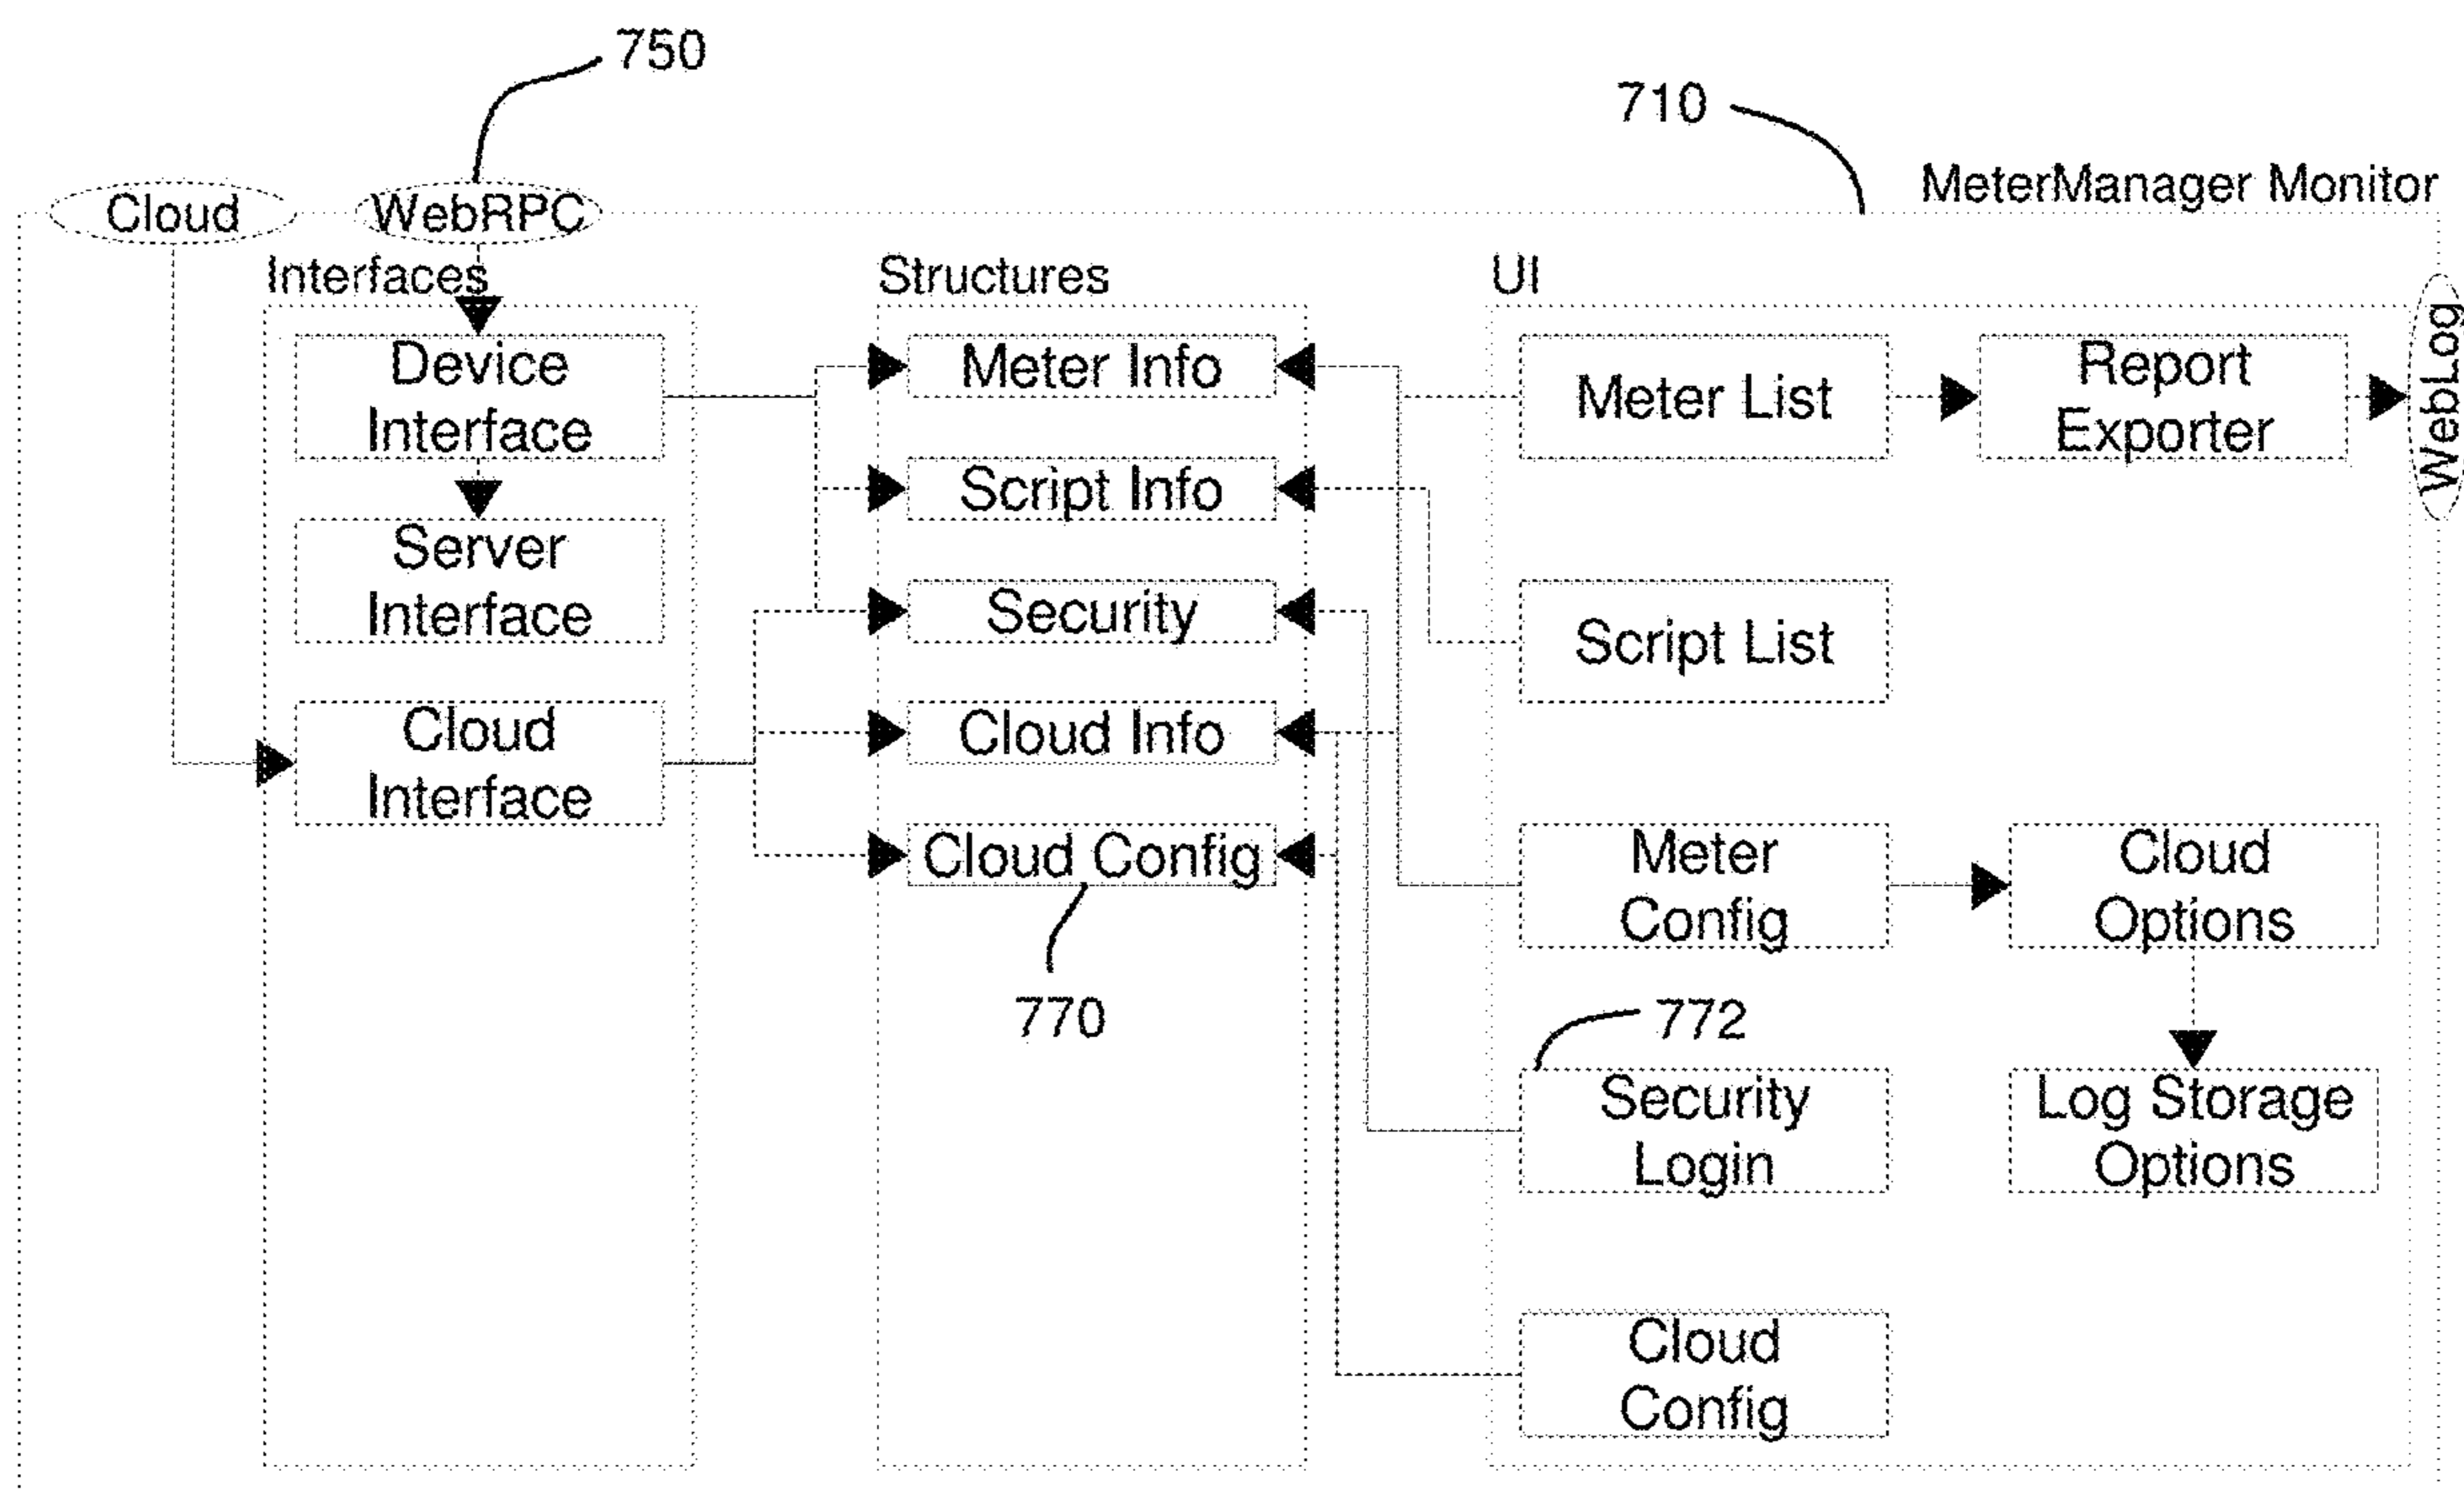 750
710
MeterManager Monitor
Cloud
WebRPC
Interfaces
Structures
UI
Device
Interface
Meter Info
Meter List
Report
Exporter
WebLog
Script Info
Server
Interface
Security
Script List
Cloud
Interface
Cloud Info
Cloud Config
770
Meter
Config
Cloud
Options
772
Security
Login
Log Storage
Options
Cloud
Config